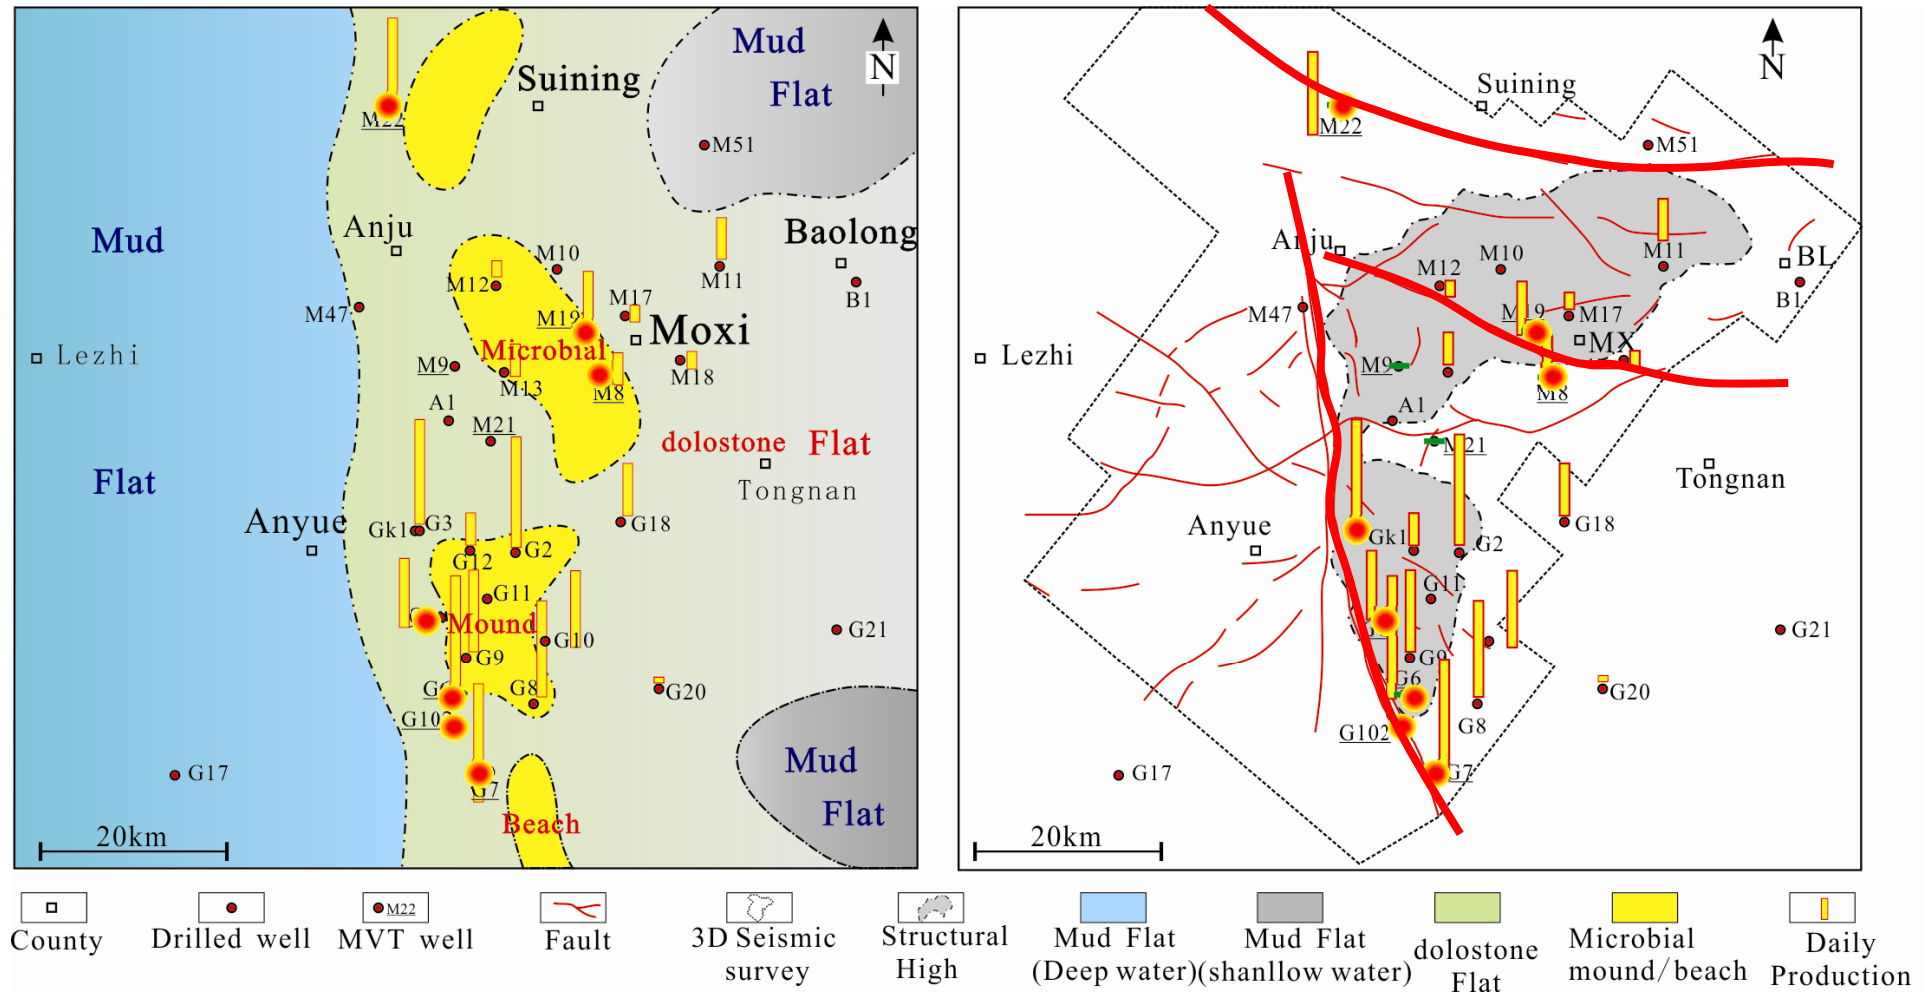 Mud
Flat
N
Suining
M22
M51
Anju
Baolong
Mud
M10
M11
M12
B1
M17
M47
M19
Moxi
Lezhi
Microbial
M9
M13
M18
M8
A1
M21
dolostone Flat
Flat
Tongnan
Anyue
Gk1
G3
G18
G12
G2
G11
Mound
G10
G21
G9
G8
G20
G102
Mud
Flat
G17
G7
Beach
20km
N
Suining
M22
M51
Anju
M10
M11
BL
M12
B1
M47
M19
M17
MX
Lezhi
M9
M8
A1
M21
Tongnan
Anyue
Gk1
G2
G18
G11
G21
G9
G6
G20
G102
G8
G7
G17
20km
M22
County
Drilled well
MVT well
Fault
3D Seismic
survey
Structural
High
Mud Flat
(Deep water)
Mud Flat
(shanllow water)
dolostone
Flat
Microbial
mound/beach
Daily
Production